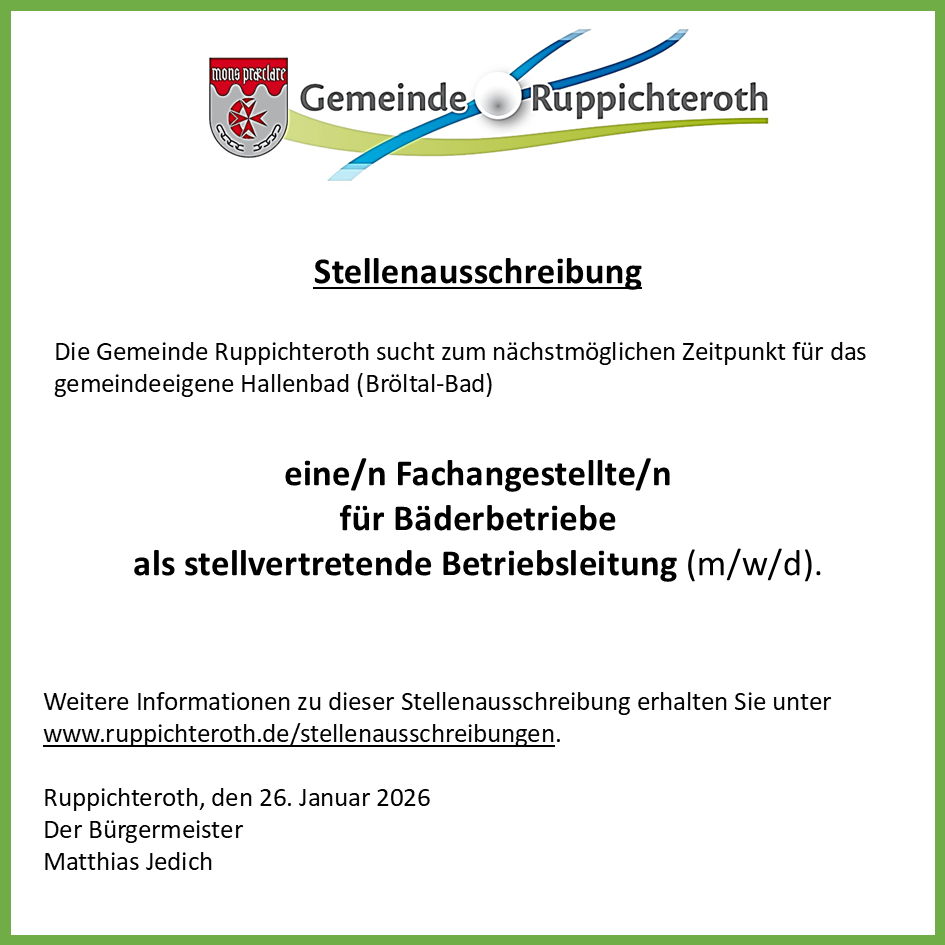 mons præclare
Gemeinde Ruppichteroth
Stellenausschreibung
Die Gemeinde Ruppichteroth sucht zum nächstmöglichen Zeitpunkt für das
gemeindeeigene Hallenbad (Bröltal-Bad)
eine/n Fachangestellte/n
für Bäderbetriebe
als stellvertretende Betriebsleitung (m/w/d).
Weitere Informationen zu dieser Stellenausschreibung erhalten Sie unter
www.ruppichteroth.de/stellenausschreibungen.
Ruppichteroth, den 26. Januar 2026
Der Bürgermeister
Matthias Jedich